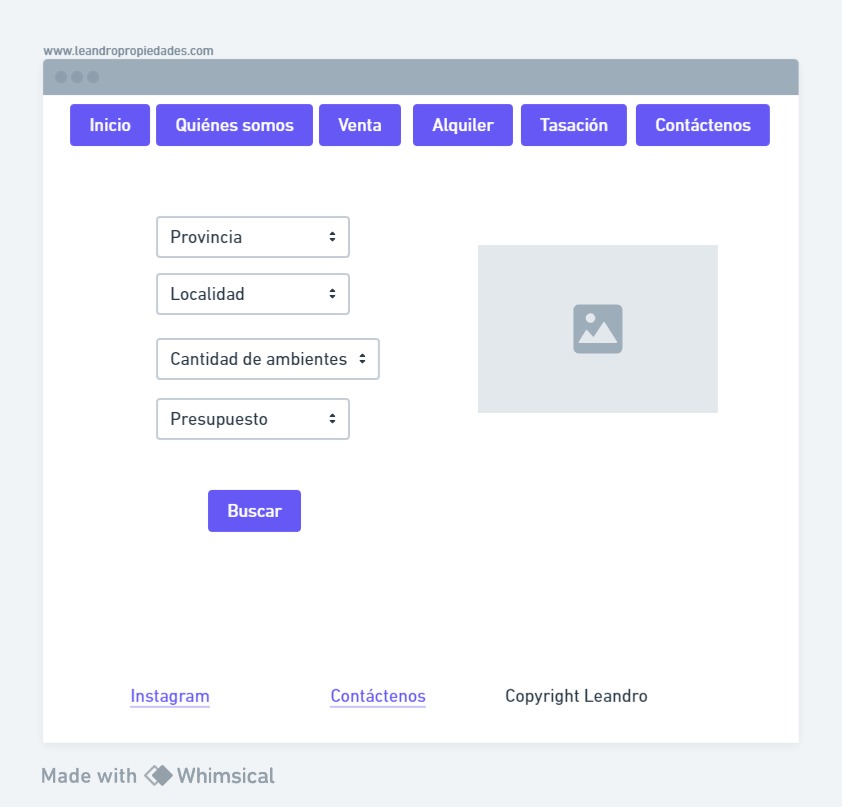 www.leandropropiedades.com
Inicio
Quiénes somos
Venta
Alquiler
Tasación
Contáctenos
Provincia
Localidad
Cantidad de ambientes
Presupuesto
Buscar
Instagram
Contáctenos
Copyright Leandro
Made with Whimsical